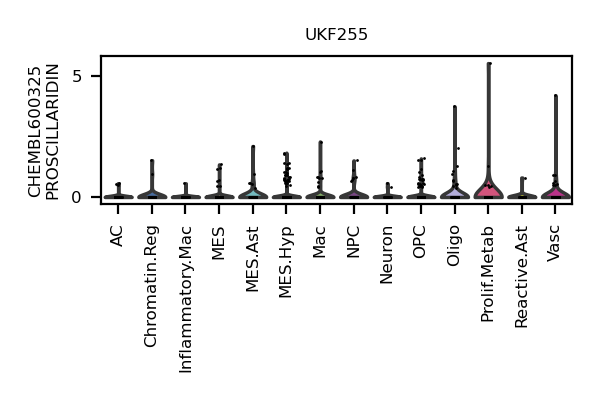 UKF255
CHEMBL600325
PROSCILLARIDIN
5
0
AC
Chromatin.Reg
Inflammatory.Mac
MES
MES.Ast
MES.Hyp
Mac
NPC
Neuron
OPC
Oligo
Prolif.Metab
Reactive.Ast
Vasc